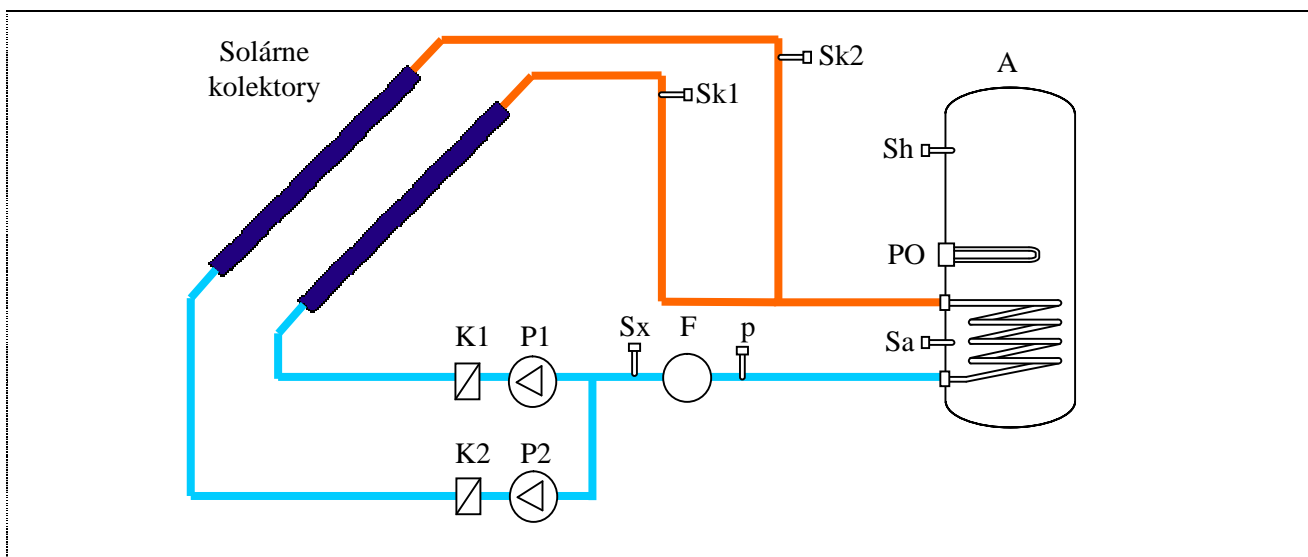 Solárne
kolektory
Sk2
A
Sk1
Sh
PO
Sx
F
p
K1
P1
Sa
K2
P2